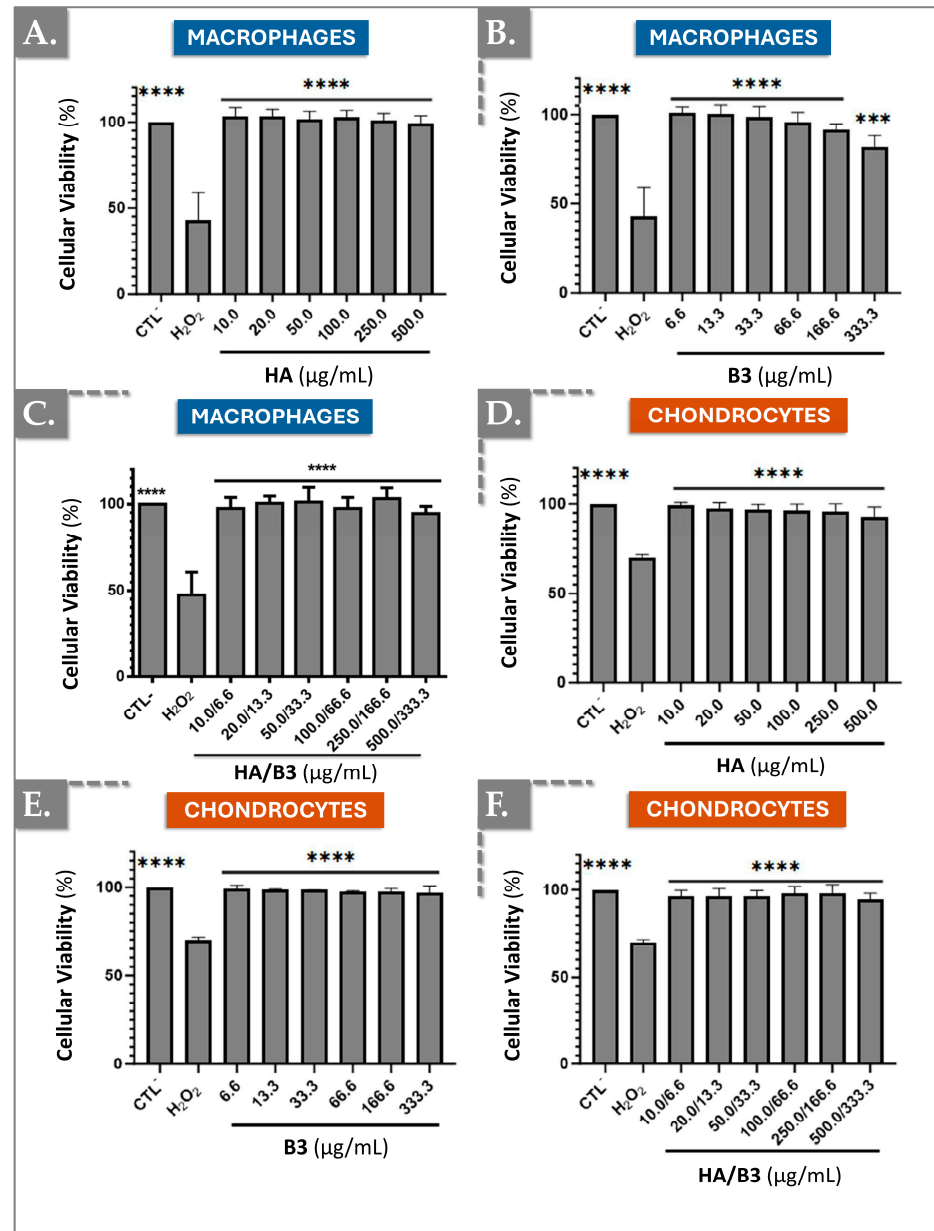 A.
MACROPHAGES
Cellular Viability (%)
****
****
100
50
0
CTL⁻
H₂O₂
10.0
20.0
50.0
100.0
250.0
500.0
HA (µg/mL)
B.
MACROPHAGES
Cellular Viability (%)
****
****
***
100
50
0
CTL⁻
H₂O₂
6.6
13.3
33.3
66.6
166.6
333.3
B3 (µg/mL)
C.
MACROPHAGES
Cellular Viability (%)
****
****
100
50
0
CTL-
H₂O₂
10.0/6.6
20.0/13.3
50.0/33.3
100.0/66.6
250.0/166.6
500.0/333.3
HA/B3 (µg/mL)
D.
CHONDROCYTES
Cellular Viability (%)
****
****
100
50
0
CTL⁻
H₂O₂
10.0
20.0
50.0
100.0
250.0
500.0
HA (µg/mL)
E.
CHONDROCYTES
Cellular Viability (%)
****
****
100
50
0
CTL⁻
H₂O₂
6.6
13.3
33.3
66.6
166.6
333.3
B3 (µg/mL)
F.
CHONDROCYTES
Cellular Viability (%)
****
****
100
50
0
CTL⁻
H₂O₂
10.0/6.6
20.0/13.3
50.0/33.3
100.0/66.6
250.0/166.6
500.0/333.3
HA/B3 (µg/mL)